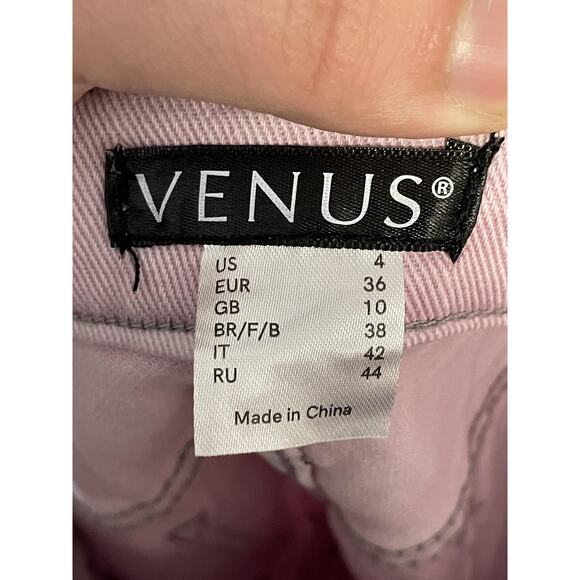 VENUS®
US 4
EUR 36
GB 10
BR/F/B 38
IT 42
RU 44
Made in China